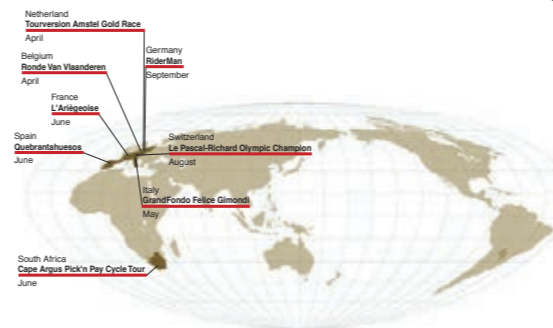 Netherland
Tourversion Amstel Gold Race
April
Germany
RiderMan
September
Belgium
Ronde Van Vlaanderen
April
France
L'Ariègeoise
June
Spain
Quebrantahuesos
June
Switzerland
Le Pascal-Richard Olympic Champion
August
Italy
GrandFondo Felice Gimondi
May
South Africa
Cape Argus Pick'n Pay Cycle Tour
June